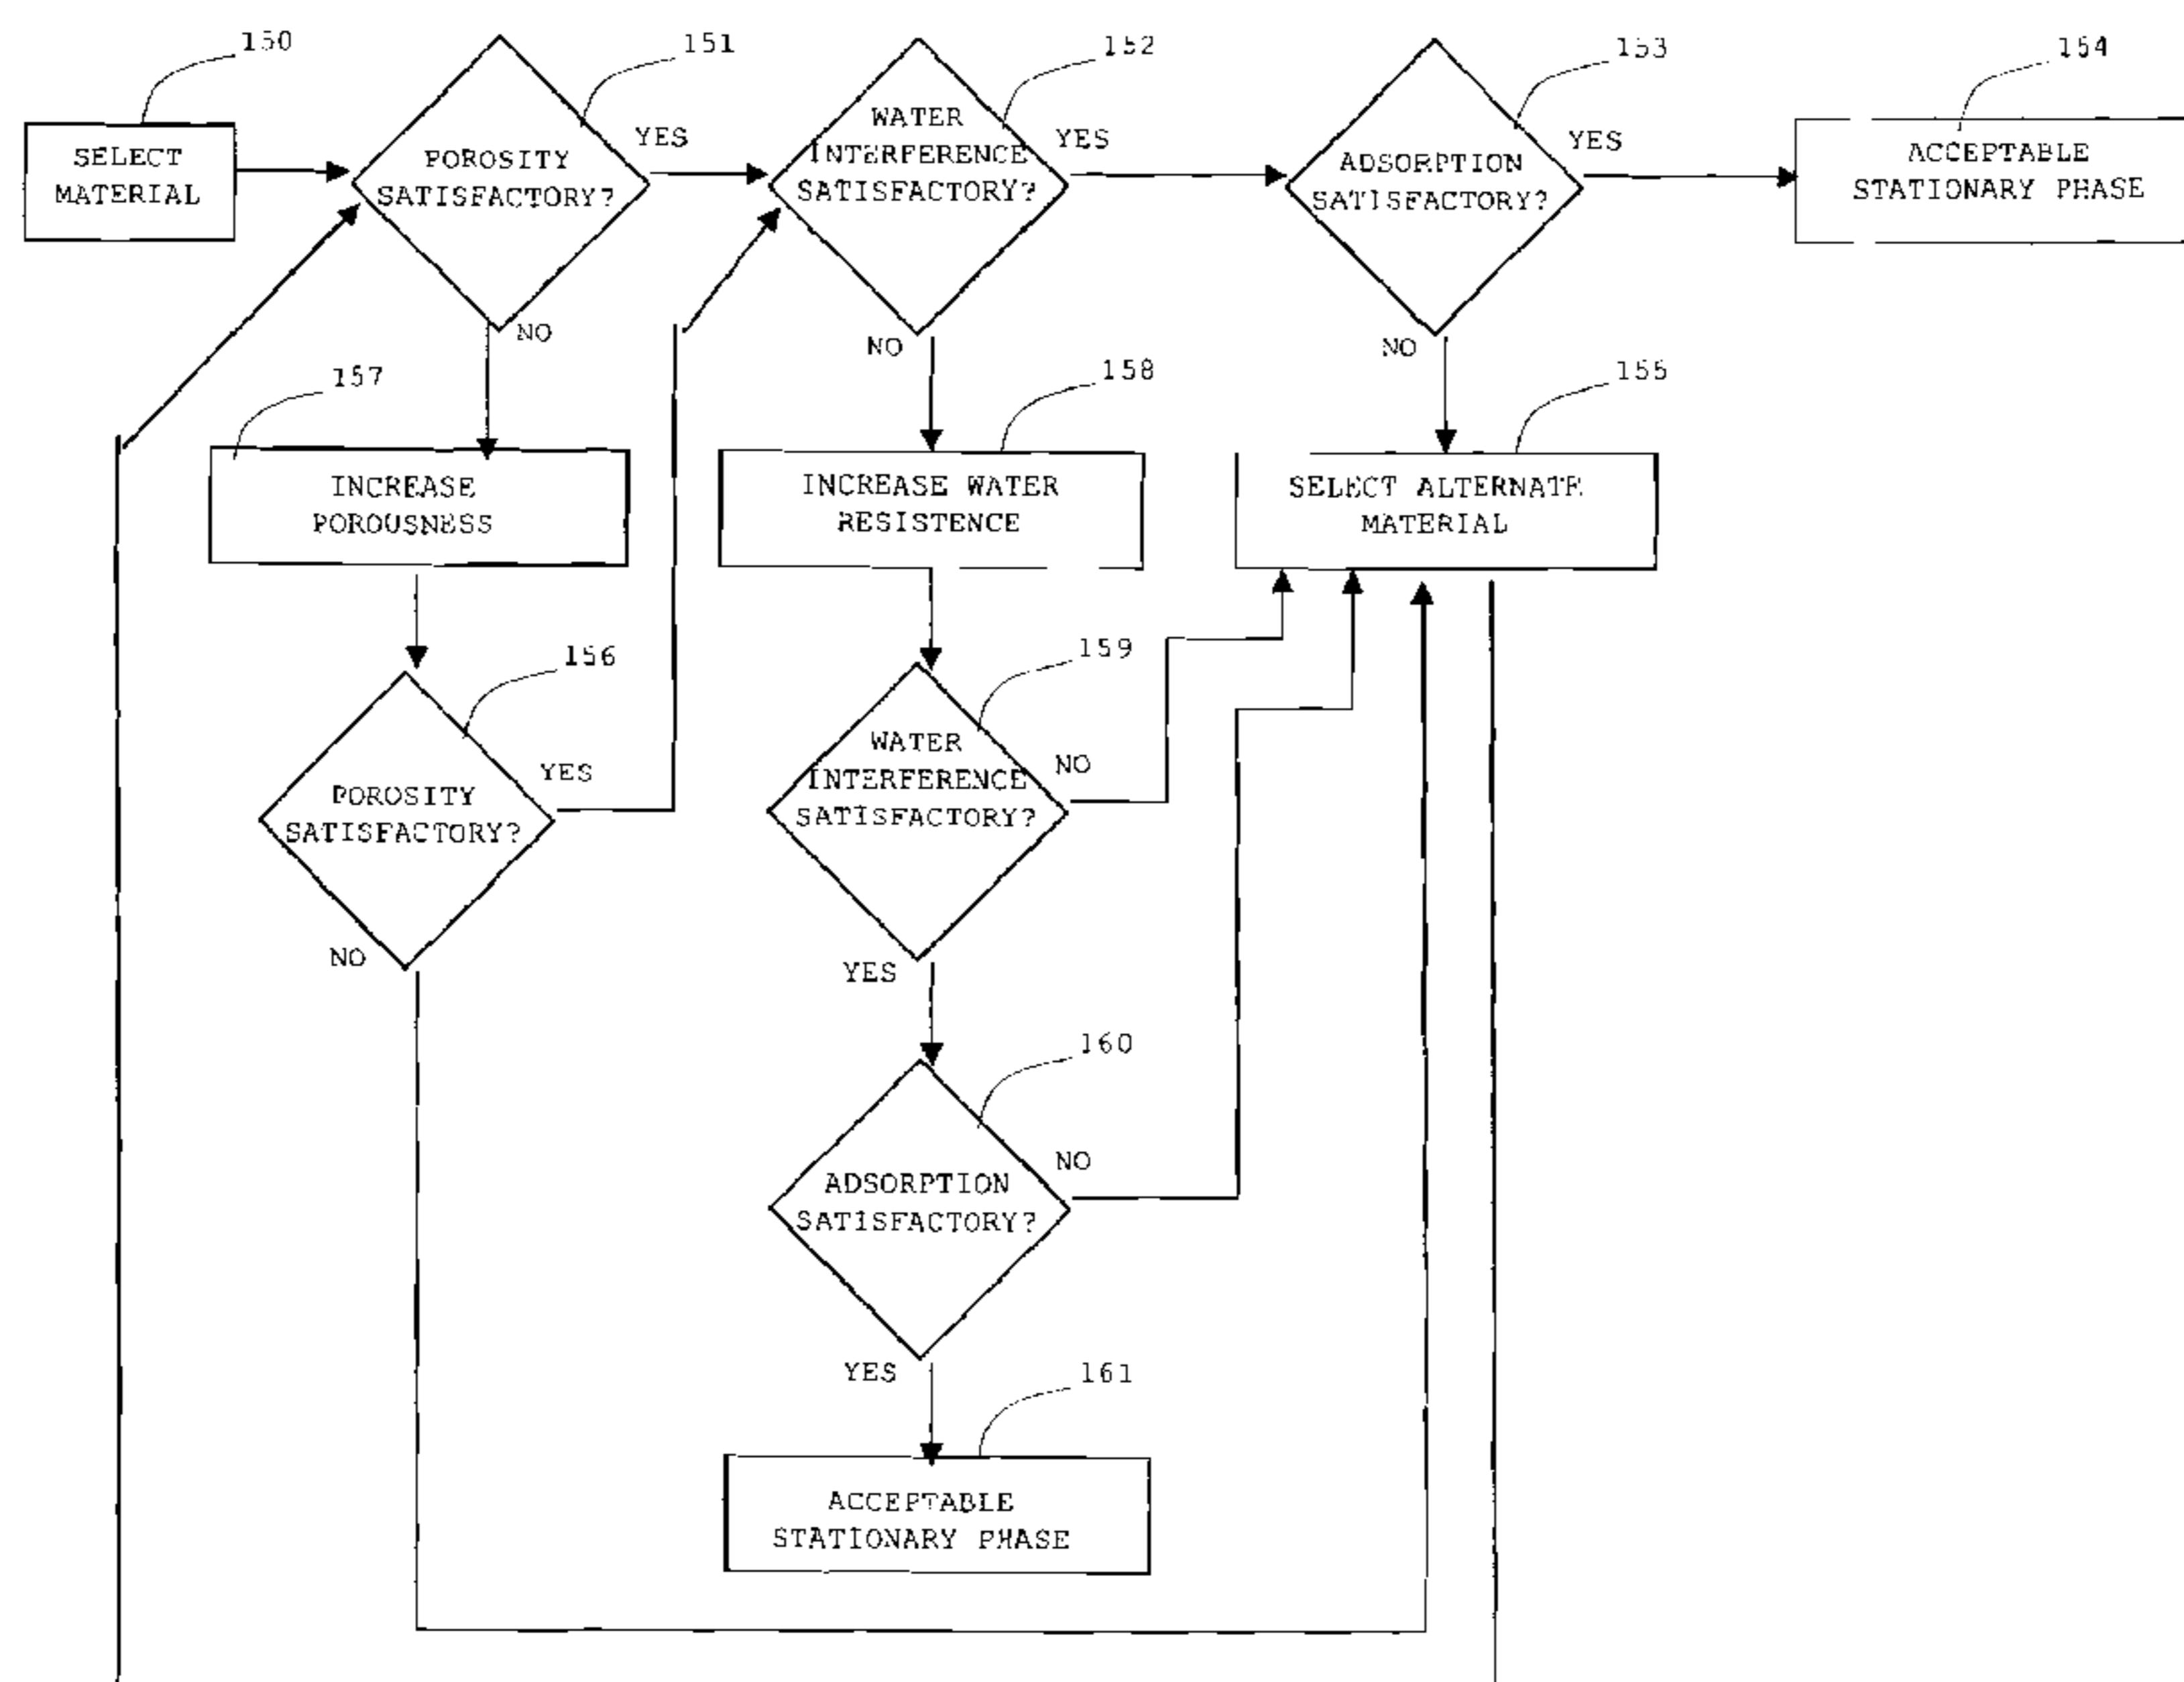 150
151
152
153
154
SELECT
MATERIAL
POROSITY
SATISFACTORY?
YES
WATER
INTERFERENCE
SATISFACTORY?
YES
ADSORPTION
SATISFACTORY?
YES
ACCEPTABLE
STATIONARY PHASE
NO
NO
NO
157
158
155
INCREASE
POROUSNESS
INCREASE WATER
RESISTENCE
SELECT ALTERNATE
MATERIAL
156
159
POROSITY
SATISFACTORY?
YES
NO
WATER
INTERFERENCE
SATISFACTORY?
NO
YES
160
ADSORPTION
SATISFACTORY?
NO
YES
161
ACCEPTABLE
STATIONARY PHASE